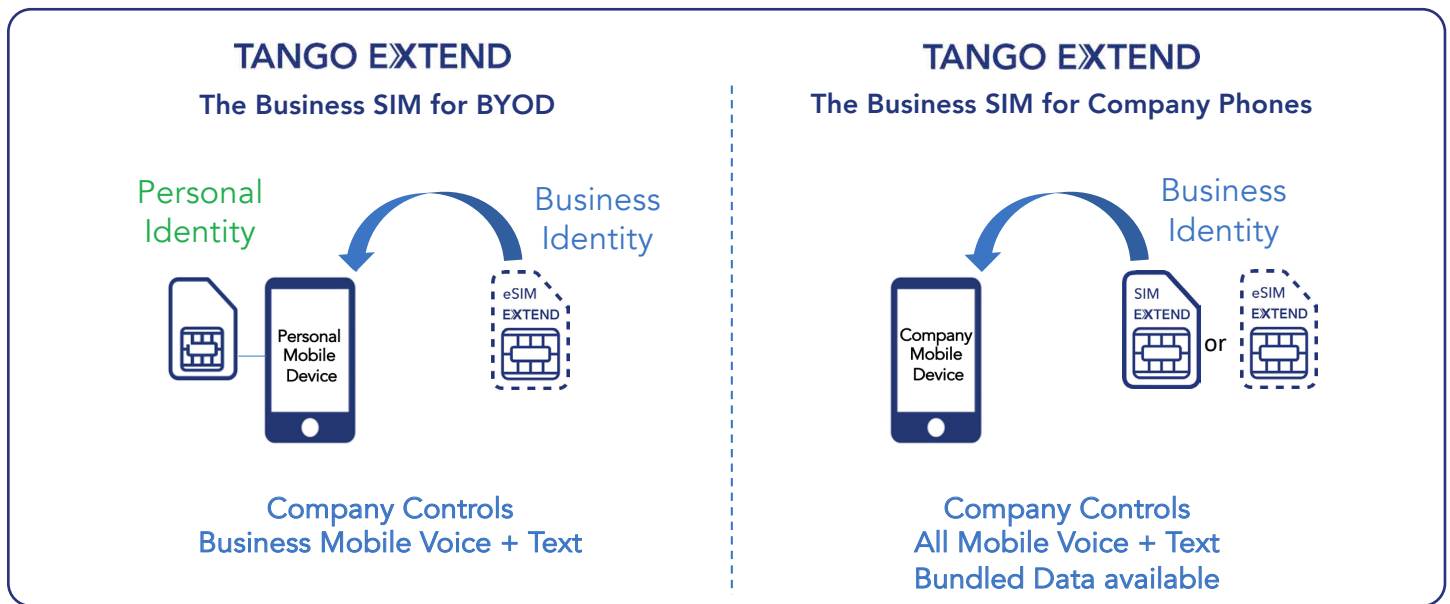 TANGO EXTEND
The Business SIM for BYOD
Personal
Identity
Business
Identity
eSIM
EXTEND
Personal
Mobile
Device
Company Controls
Business Mobile Voice + Text
TANGO EXTEND
The Business SIM for Company Phones
Business
Identity
SIM
EXTEND
or
eSIM
EXTEND
Company
Mobile
Device
Company Controls
All Mobile Voice + Text
Bundled Data available